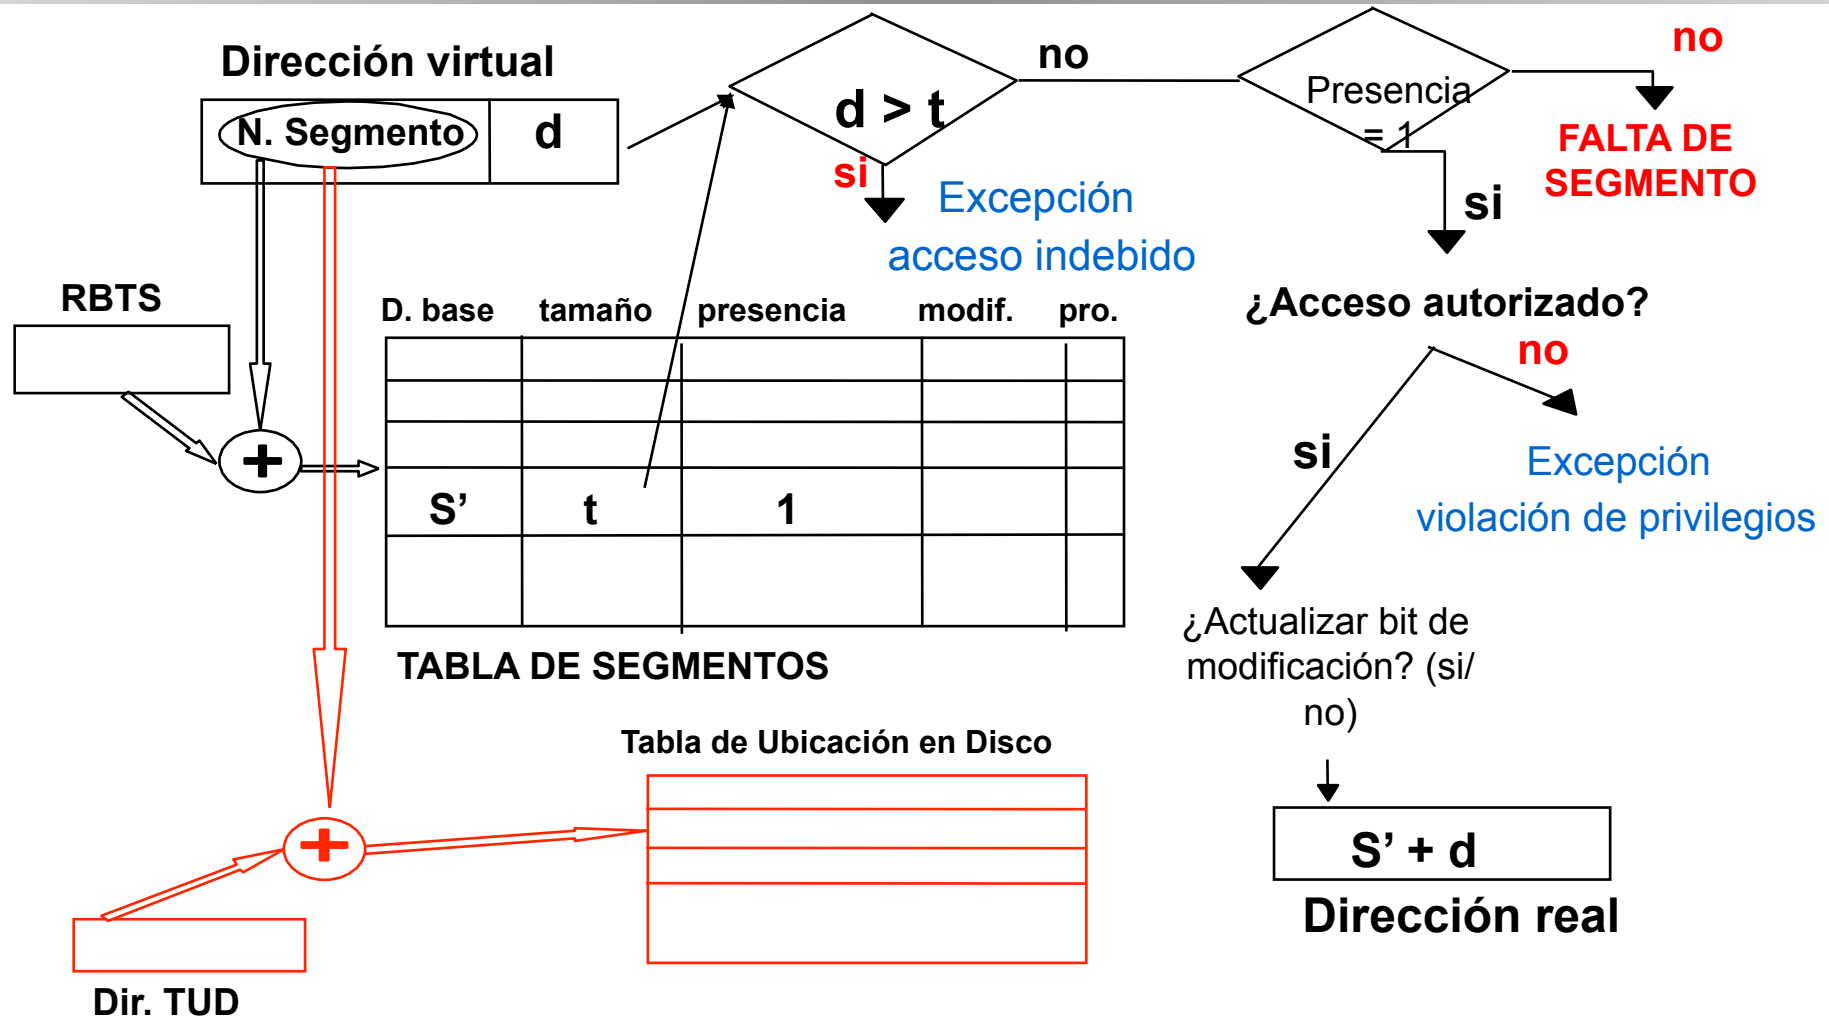 Dirección virtual
N. Segmento d
d > t
no
si
Excepción
acceso indebido
Presencia
= 1
no
FALTA DE
SEGMENTO
si
¿Acceso autorizado?
no
si
Excepción
violación de privilegios
¿Actualizar bit de
modificación? (si/
no)
S’ + d
Dirección real
RBTS
+
D. base tamaño presencia modif. pro.
S’ t 1
TABLA DE SEGMENTOS
Tabla de Ubicación en Disco
+
Dir. TUD